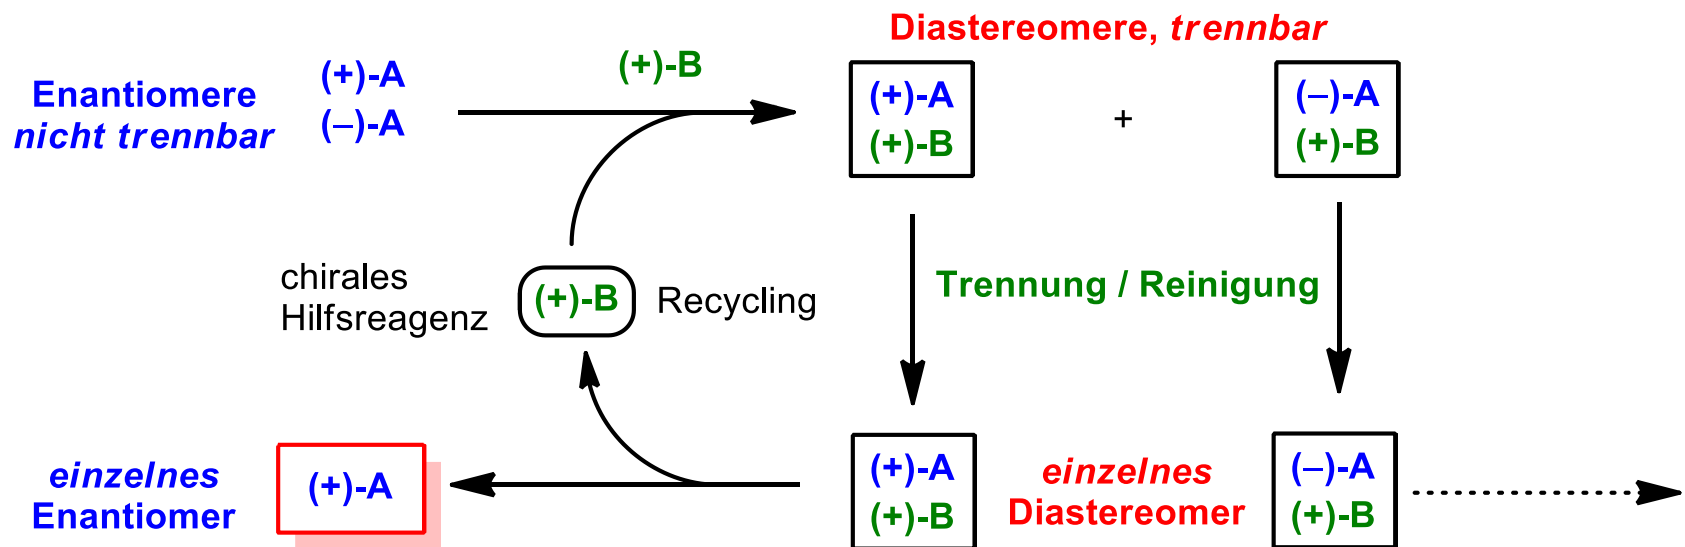 Diastereomere, trennbar
Enantiomere
nicht trennbar
(+)-A
(–)-A
(+)-B
(+)-A
(+)-B
+
(–)-A
(+)-B
chirales
Hilfsreagenz
(+)-B
Recycling
Trennung / Reinigung
einzelnes
Enantiomer
(+)-A
(+)-A
(+)-B
einzelnes
Diastereomer
(–)-A
(+)-B